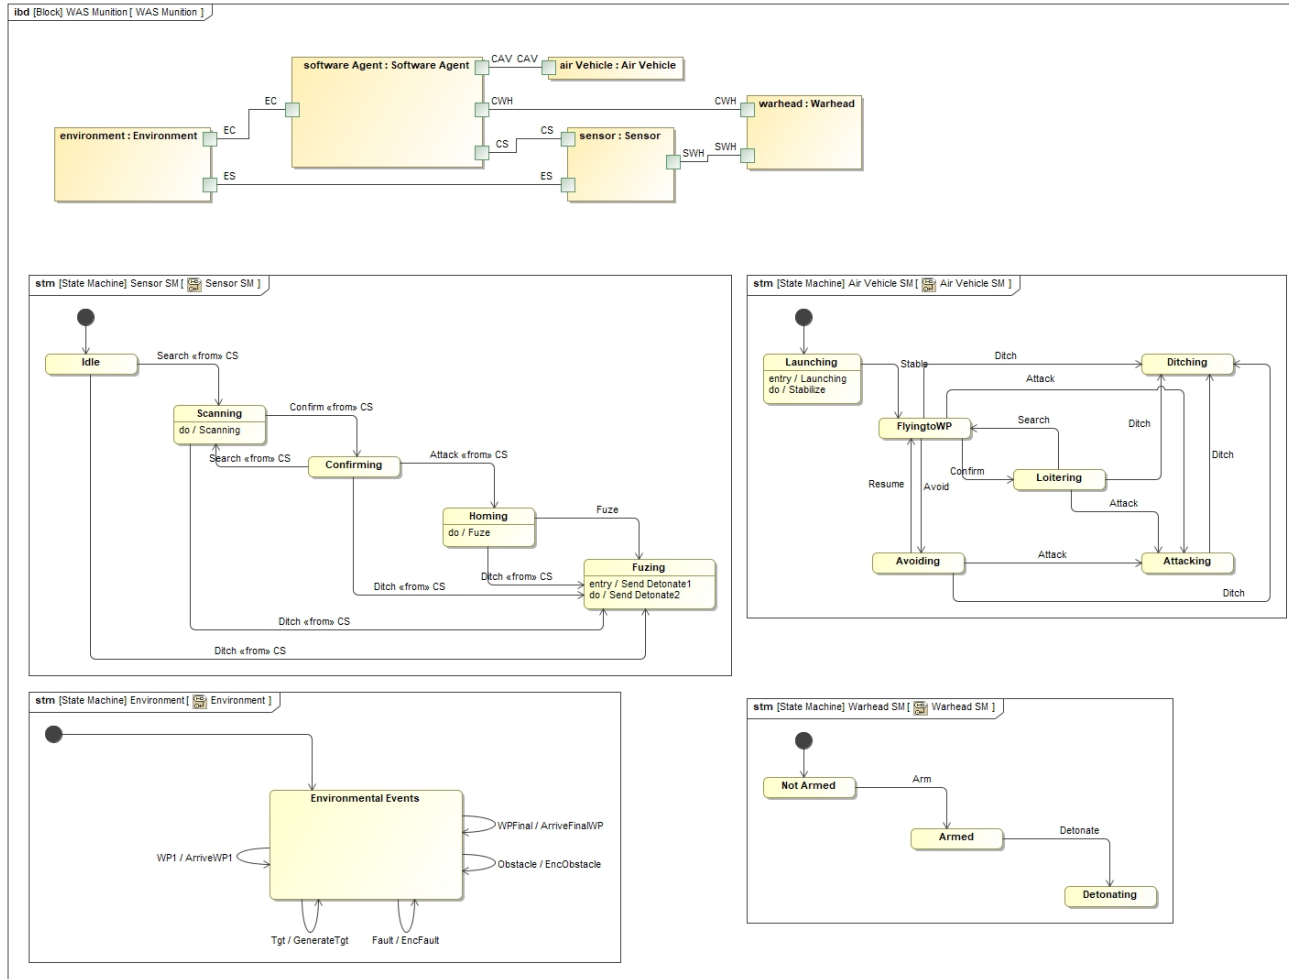 ibd [Block] WAS Munition [ WAS Munition ]
software Agent : Software Agent
CAV CAV
air Vehicle : Air Vehicle
EC
CWH
CWH
warhead : Warhead
environment : Environment
EC
CS
CS
sensor : Sensor
SWH
SWH
ES
ES
stm [State Machine] Sensor SM [ Sensor SM ]
Idle
Search «from» CS
Scanning
do / Scanning
Confirm «from» CS
Search «from» CS
Confirming
Attack «from» CS
Homing
do / Fuze
Fuze
Fuzing
entry / Send Detonate1
do / Send Detonate2
Ditch «from» CS
Ditch «from» CS
Ditch «from» CS
Ditch «from» CS
stm [State Machine] Air Vehicle SM [ Air Vehicle SM ]
Launching
entry / Launching
do / Stabilize
Stable
Ditch
Ditching
Attack
FlyingtoWP
Search
Ditch
Confirm
Loitering
Ditch
Resume
Avoid
Attack
Avoiding
Attack
Attacking
Ditch
stm [State Machine] Environment [ Environment ]
Environmental Events
WPFinal / ArriveFinalWP
WP1 / ArriveWP1
Obstacle / EncObstacle
Tgt / GenerateTgt
Fault / EncFault
stm [State Machine] Warhead SM [ Warhead SM ]
Not Armed
Arm
Armed
Detonate
Detonating